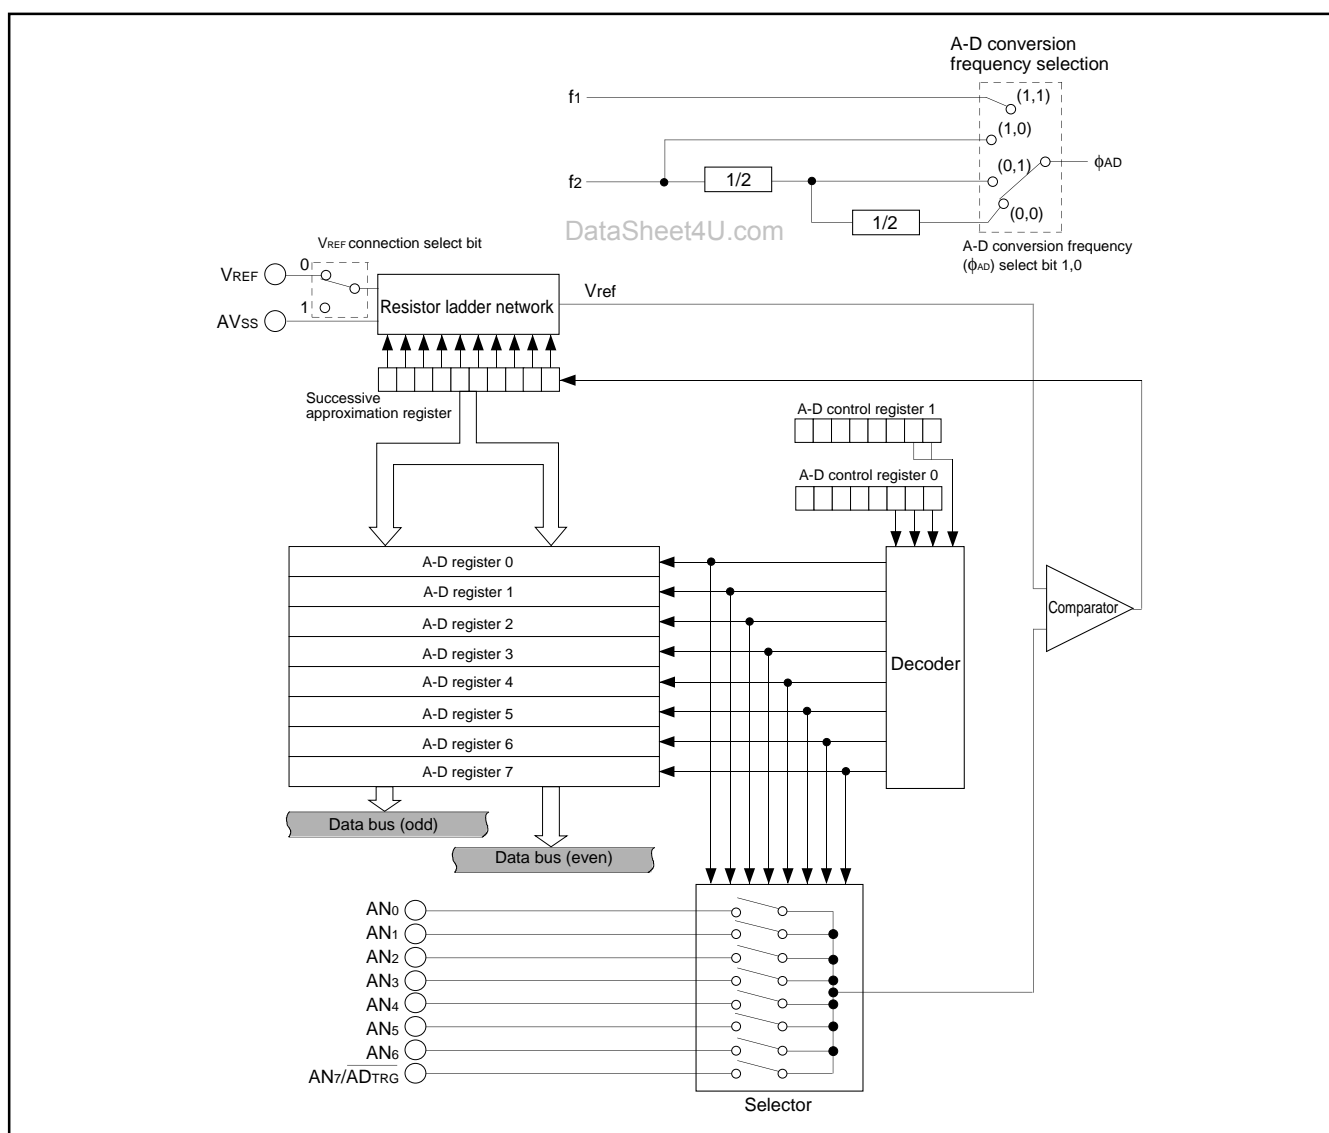 A-D conversion
frequency selection
f1
(1,1)
(1,0)
f2
1/2
(0,1)
ϕAD
1/2
(0,0)
DataSheet4U.com
A-D conversion frequency
(ϕAD) select bit 1,0
VREF connection select bit
VREF
0
1
AVSS
Resistor ladder network
Vref
Successive
approximation register
A-D control register 1
A-D control register 0
A-D register 0
A-D register 1
A-D register 2
A-D register 3
A-D register 4
A-D register 5
A-D register 6
A-D register 7
Decoder
Comparator
Data bus (odd)
Data bus (even)
AN0
AN1
AN2
AN3
AN4
AN5
AN6
AN7/ADTRG
Selector